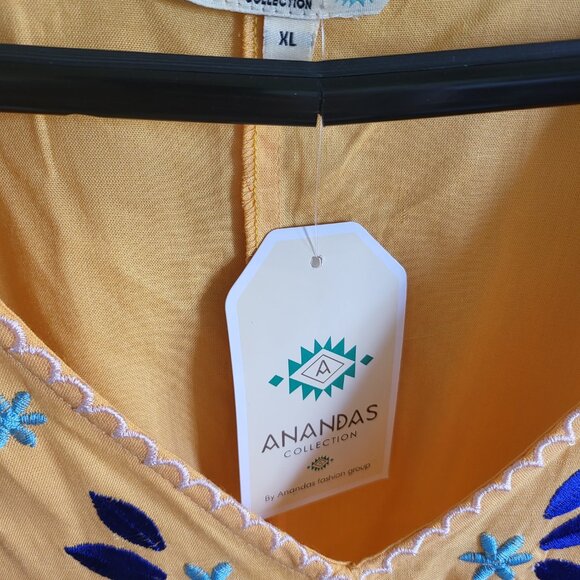 COLLECTION
XL
A
ANANDAS
COLLECTION
By Anandas fashion group